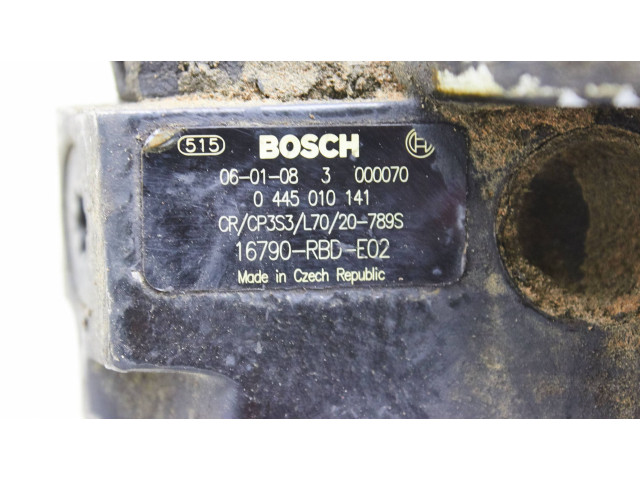 515 BOSCH
06-01-08 3 000070
0 445 010 141
CR/CP3S3/L70/20-789S
16790-RBD-E02
Made in Czech Republic